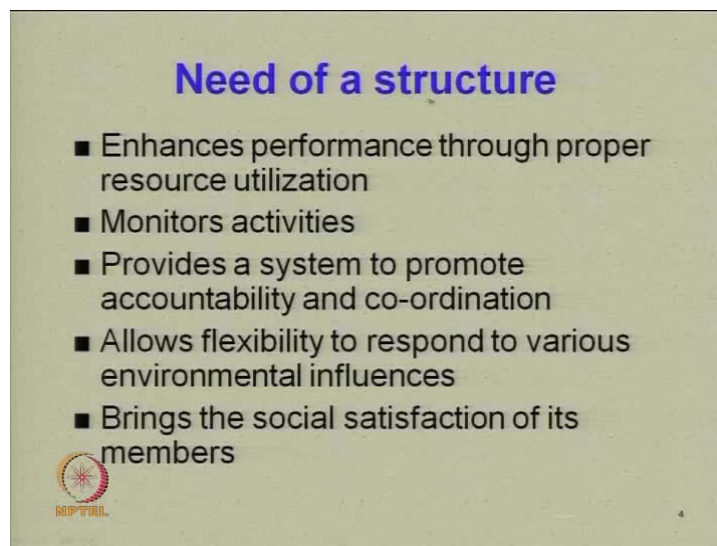 Need of a structure
Enhances performance through proper
resource utilization
Monitors activities
Provides a system to promote
accountability and co-ordination
Allows flexibility to respond to various
environmental influences
Brings the social satisfaction of its
members
NPTEL
4